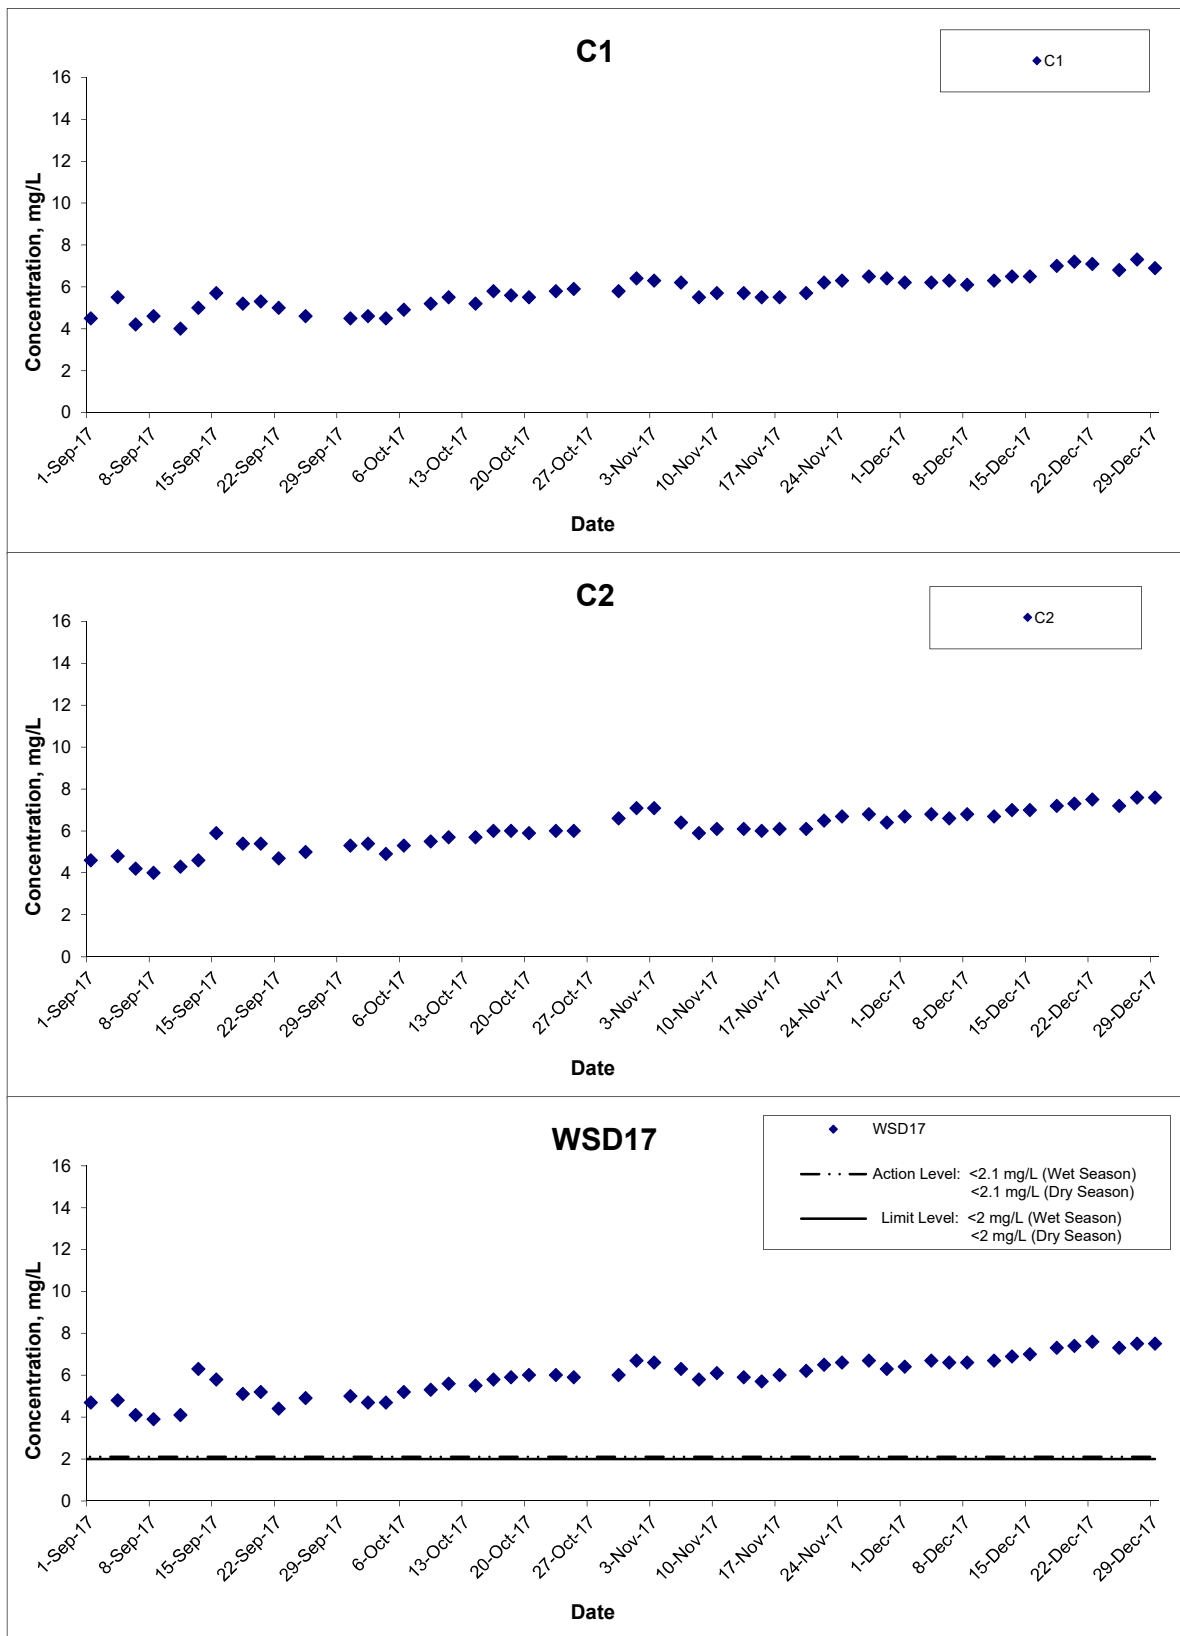 C1
C1
16
14
12
10
8
6
4
2
0
Concentration, mg/L
1-Sep-17
8-Sep-17
15-Sep-17
22-Sep-17
29-Sep-17
6-Oct-17
13-Oct-17
20-Oct-17
27-Oct-17
3-Nov-17
10-Nov-17
17-Nov-17
24-Nov-17
1-Dec-17
8-Dec-17
15-Dec-17
22-Dec-17
29-Dec-17
Date
C2
C2
16
14
12
10
8
6
4
2
0
Concentration, mg/L
1-Sep-17
8-Sep-17
15-Sep-17
22-Sep-17
29-Sep-17
6-Oct-17
13-Oct-17
20-Oct-17
27-Oct-17
3-Nov-17
10-Nov-17
17-Nov-17
24-Nov-17
1-Dec-17
8-Dec-17
15-Dec-17
22-Dec-17
29-Dec-17
Date
WSD17
WSD17
Action Level: <2.1 mg/L (Wet Season)
<2.1 mg/L (Dry Season)
Limit Level: <2 mg/L (Wet Season)
<2 mg/L (Dry Season)
16
14
12
10
8
6
4
2
0
Concentration, mg/L
1-Sep-17
8-Sep-17
15-Sep-17
22-Sep-17
29-Sep-17
6-Oct-17
13-Oct-17
20-Oct-17
27-Oct-17
3-Nov-17
10-Nov-17
17-Nov-17
24-Nov-17
1-Dec-17
8-Dec-17
15-Dec-17
22-Dec-17
29-Dec-17
Date